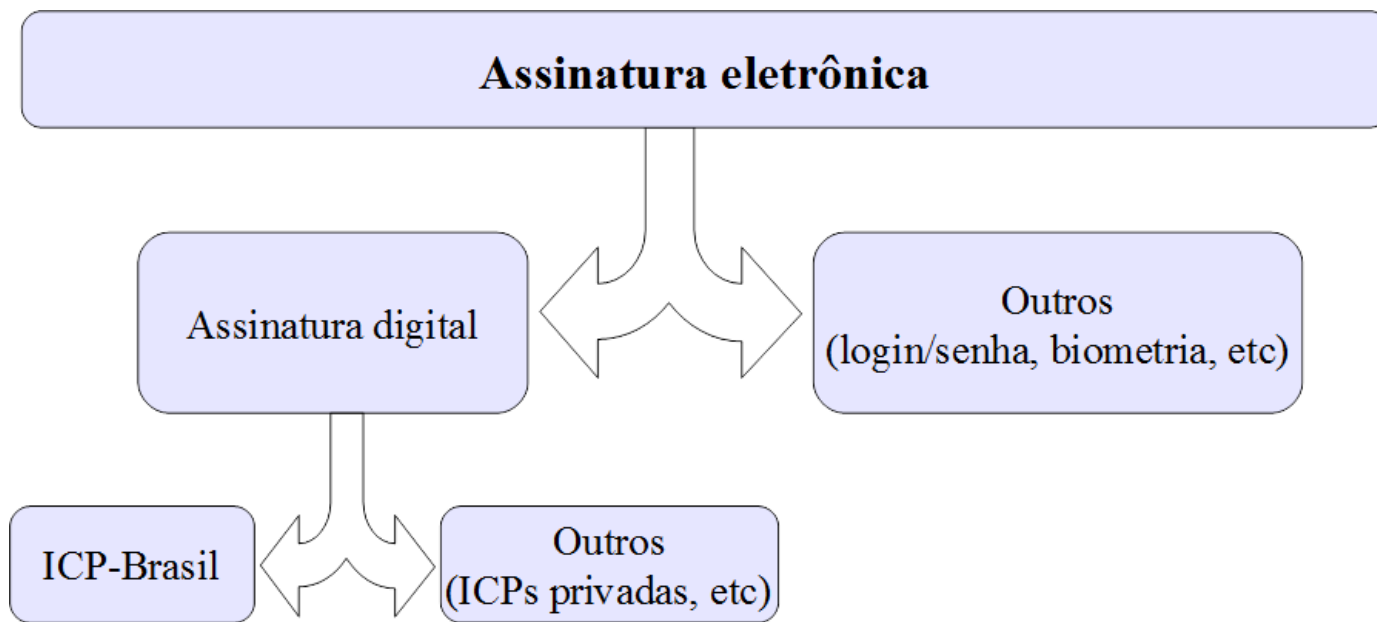 Assinatura eletrônica
Assinatura digital
Outros
(login/senha, biometria, etc)
ICP-Brasil
Outros
(ICPs privadas, etc)